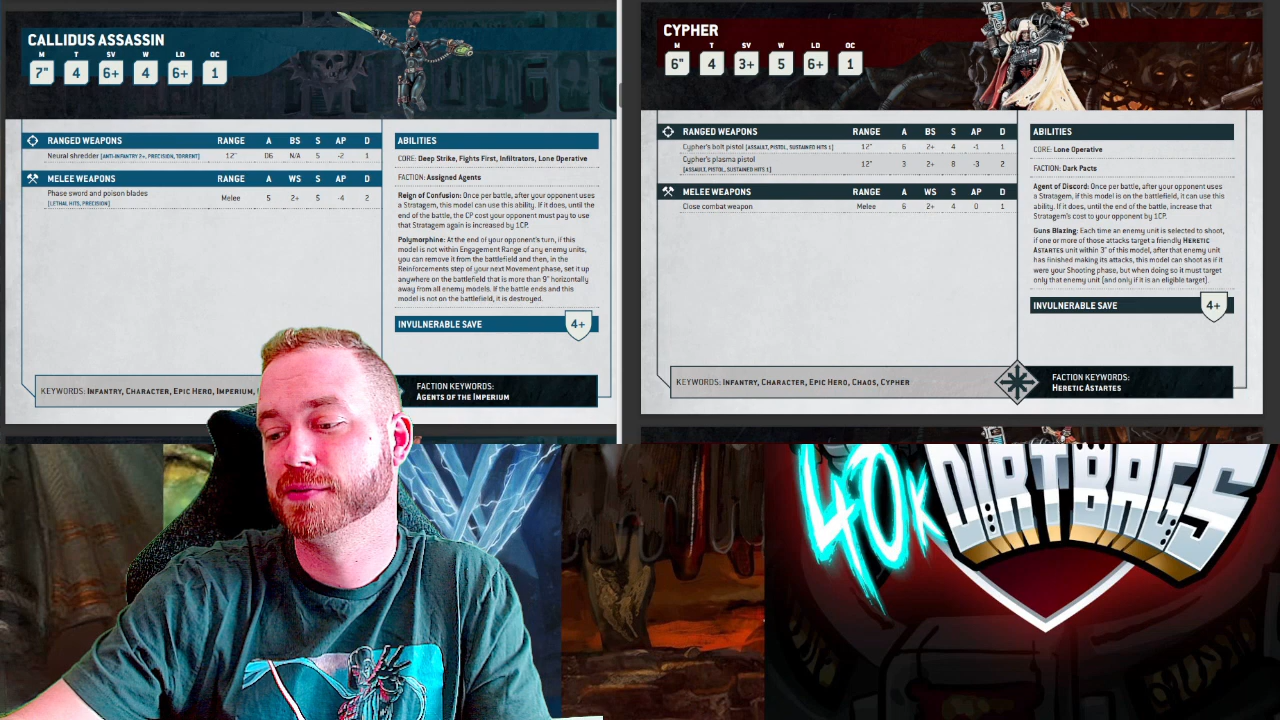 CALLIDUS ASSASSIN
M T SV W LD OC
7" 4 6+ 4 6+ 1
RANGED WEAPONS RANGE A BS S AP D
Neural shredder [ANTI-INFANTRY 2+, PRECISION, TORRENT] 12" D6 N/A 5 -2 1
MELEE WEAPONS RANGE A WS S AP D
Phase sword and poison blades
[LETHAL HITS, PRECISION] Melee 5 2+ 5 -4 2
ABILITIES
CORE: Deep Strike, Fights First, Infiltrators, Lone Operative
FACTION: Assigned Agents
Reign of Confusion: Once per battle, after your opponent uses
a Stratagem, this model can use this ability. If it does, until the
end of the battle, the CP cost your opponent must pay to use
that Stratagem again is increased by 1CP.
Polymorphine: At the end of your opponent's turn, if this
model is not within Engagement Range of any enemy units,
you can remove it from the battlefield and then, in the
Reinforcements step of your next Movement phase, set it up
anywhere on the battlefield that is more than 9" horizontally
away from all enemy models. If the battle ends and this
model is not on the battlefield, it is destroyed.
INVULNERABLE SAVE 4+
KEYWORDS: INFANTRY, CHARACTER, EPIC HERO, IMPERIUM,
FACTION KEYWORDS:
AGENTS OF THE IMPERIUM
CYPHER
M T SV W LD OC
6" 4 3+ 5 6+ 1
RANGED WEAPONS RANGE A BS S AP D
Cypher's bolt pistol [ASSAULT, PISTOL, SUSTAINED HITS 1] 12" 6 2+ 4 -1 1
Cypher's plasma pistol
[ASSAULT, PISTOL, SUSTAINED HITS 1] 12" 3 2+ 8 -3 2
MELEE WEAPONS RANGE A WS S AP D
Close combat weapon Melee 6 2+ 4 0 1
ABILITIES
CORE: Lone Operative
FACTION: Dark Pacts
Agent of Discord: Once per battle, after your opponent uses
a Stratagem, if this model is on the battlefield, it can use this
ability. If it does, until the end of the battle, increase that
Stratagem's cost to your opponent by 1CP.
Guns Blazing: Each time an enemy unit is selected to shoot,
if one or more of those attacks target a friendly HERETIC
ASTARTES unit within 3" of this model, after that enemy unit
has finished making its attacks, this model can shoot as if it
were your Shooting phase, but when doing so it must target
only that enemy unit (and only if it is an eligible target).
INVULNERABLE SAVE 4+
KEYWORDS: INFANTRY, CHARACTER, EPIC HERO, CHAOS, CYPHER
FACTION KEYWORDS:
HERETIC ASTARTES
40K DIRTBAGS